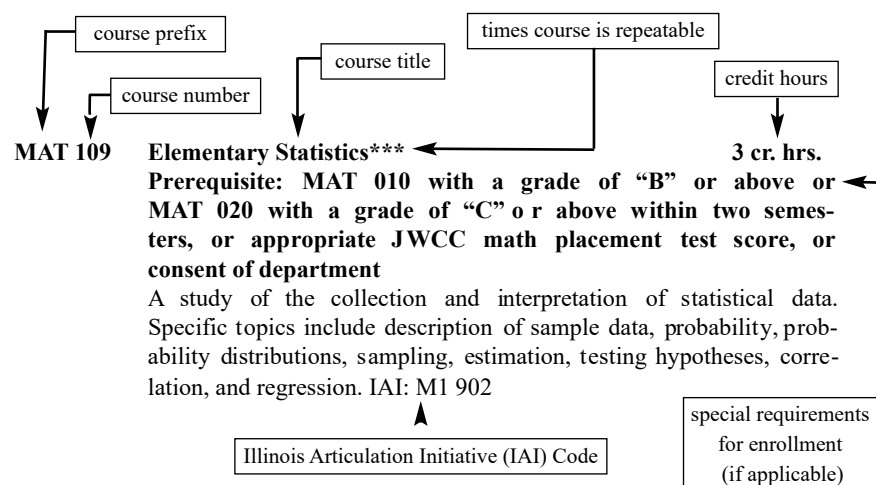 course prefix
times course is repeatable
course title
credit hours
course number
MAT 109 Elementary Statistics*** 3 cr. hrs.
Prerequisite: MAT 010 with a grade of “B” or above or
MAT 020 with a grade of “C” o r above within two semes-
ters, or appropriate JWCC math placement test score, or
consent of department
A study of the collection and interpretation of statistical data.
Specific topics include description of sample data, probability, prob-
ability distributions, sampling, estimation, testing hypotheses, corre-
lation, and regression. IAI: M1 902
special requirements
for enrollment
(if applicable)
Illinois Articulation Initiative (IAI) Code